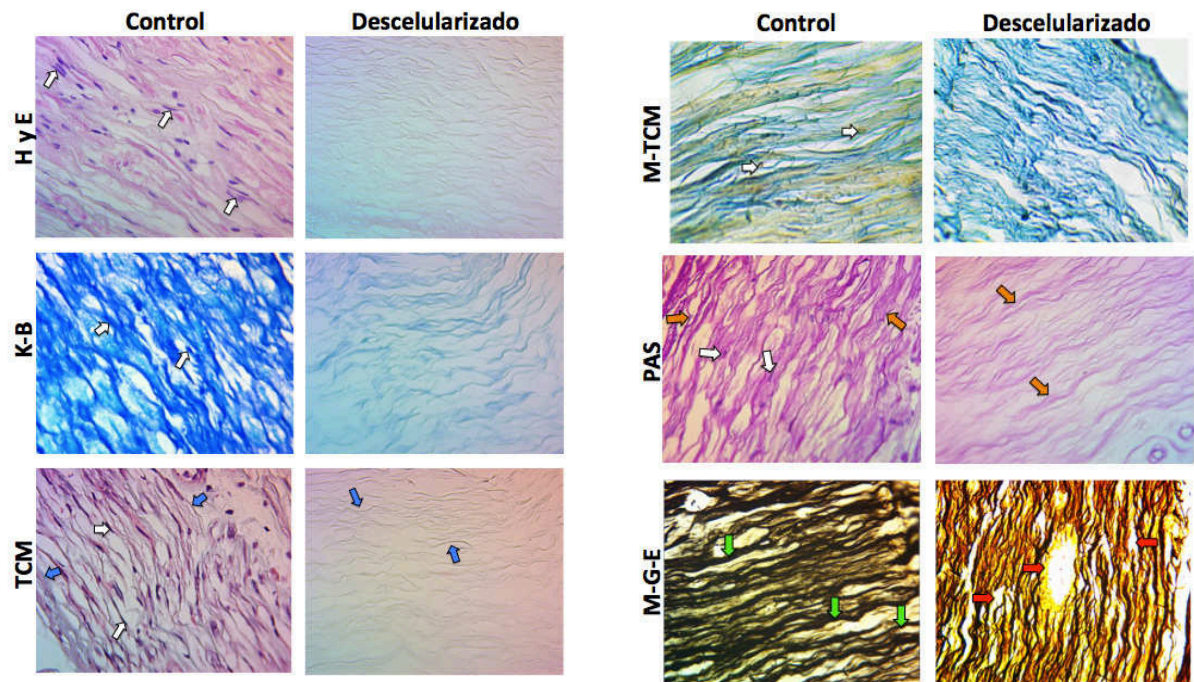 Control
Descelularizado
H y E
K-B
TCM
Control
Descelularizado
M-TCM
PAS
M-G-E